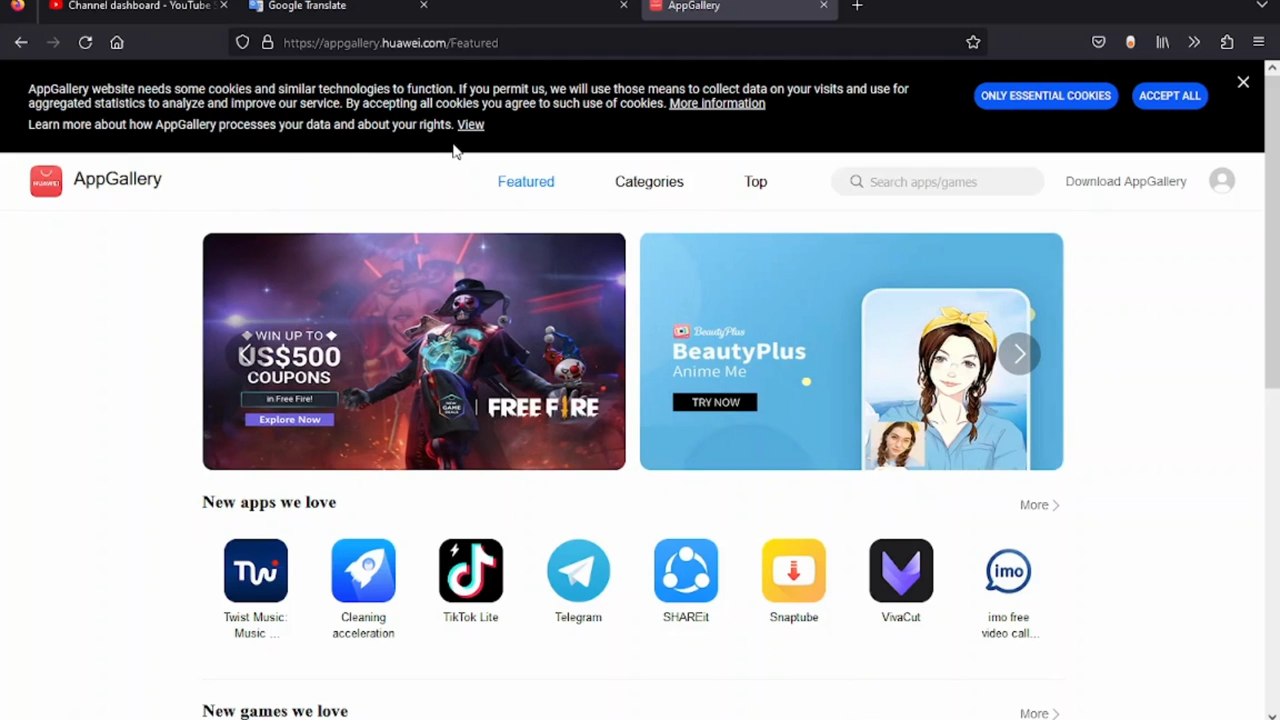 Channel dashboard - YouTube
Google Translate
AppGallery
https://appgallery.huawei.com/Featured
AppGallery website needs some cookies and similar technologies to function. If you permit us, we will use those means to collect data on your visits and use for
aggregated statistics to analyze and improve our service. By accepting all cookies you agree to such use of cookies. More information
Learn more about how AppGallery processes your data and about your rights. View
ONLY ESSENTIAL COOKIES
ACCEPT ALL
HUAWEI
AppGallery
Featured
Categories
Top
Search apps/games
Download AppGallery
WIN UP TO
US$500
COUPONS
in Free Fire!
Explore Now
NEW GAME DEALS
FREE FIRE
BeautyPlus
BeautyPlus
Anime Me
TRY NOW
New apps we love
More
TW
imo
Twist Music:
Music ...
Cleaning
acceleration
TikTok Lite
Telegram
SHAREit
Snaptube
VivaCut
imo free
video call...
New games we love
More